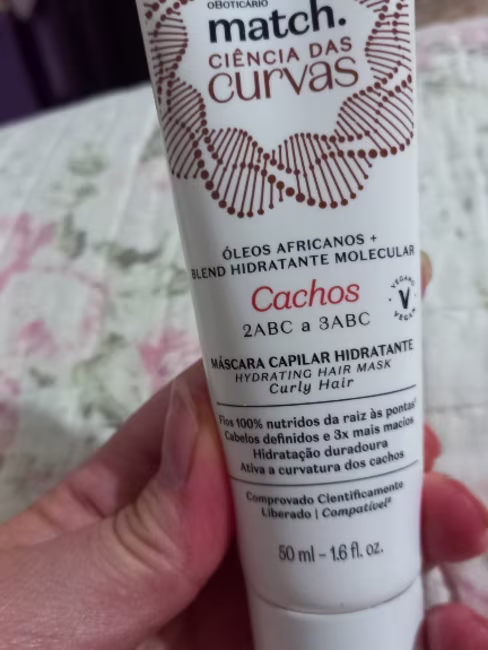 oBOTICÁRIO
match.
CIÊNCIA DAS
curvas
ÓLEOS AFRICANOS +
BLEND HIDRATANTE MOLECULAR
Cachos
2ABC a 3ABC
VEGANO
V
VEGAN
MÁSCARA CAPILAR HIDRATANTE
HYDRATING HAIR MASK
Curly Hair
Fios 100% nutridos da raiz às pontas¹
Cabelos definidos e 3x mais macios
Hidratação duradoura
Ativa a curvatura dos cachos
Comprovado Cientificamente
Liberado | Compatível²
50 ml – 1.6 fl. oz.